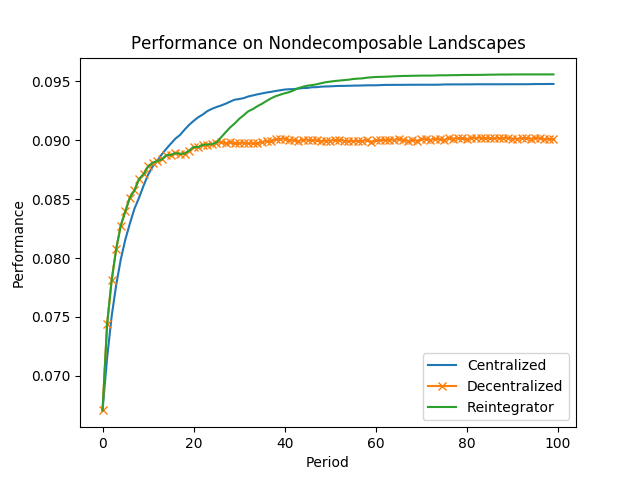 Performance on Nondecomposable Landscapes
0.095
0.090
0.085
0.080
0.075
0.070
Performance
0 20 40 60 80 100
Period
Centralized
Decentralized
Reintegrator